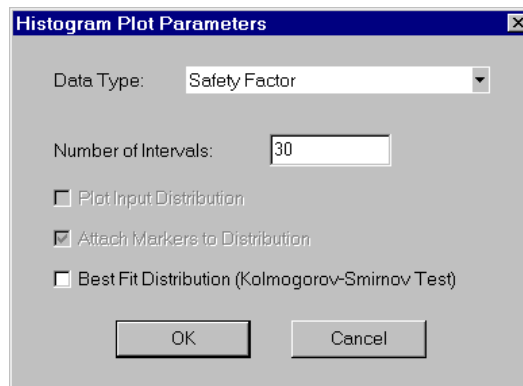 Histogram Plot Parameters
Data Type: Safety Factor
Number of Intervals: 30
Plot Input Distribution
Attach Markers to Distribution
Best Fit Distribution (Kolmogorov-Smirnov Test)
OK Cancel